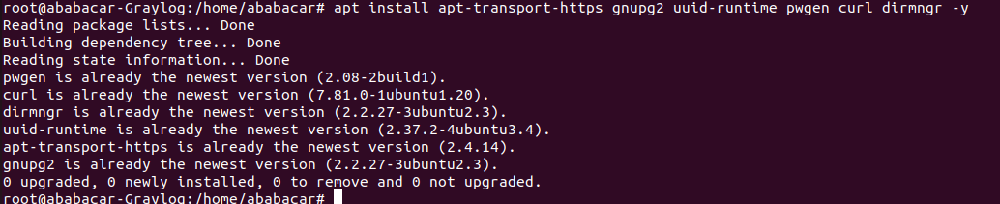 root@ababacar-Graylog:/home/ababacar# apt install apt-transport-https gnupg2 uuid-runtime pwgen curl dirmngr -y
Reading package lists... Done
Building dependency tree... Done
Reading state information... Done
pwgen is already the newest version (2.08-2build1).
curl is already the newest version (7.81.0-1ubuntu1.20).
dirmngr is already the newest version (2.2.27-3ubuntu2.3).
uuid-runtime is already the newest version (2.37.2-4ubuntu3.4).
apt-transport-https is already the newest version (2.4.14).
gnupg2 is already the newest version (2.2.27-3ubuntu2.3).
0 upgraded, 0 newly installed, 0 to remove and 0 not upgraded.
root@ababacar-Graylog:/home/ababacar#